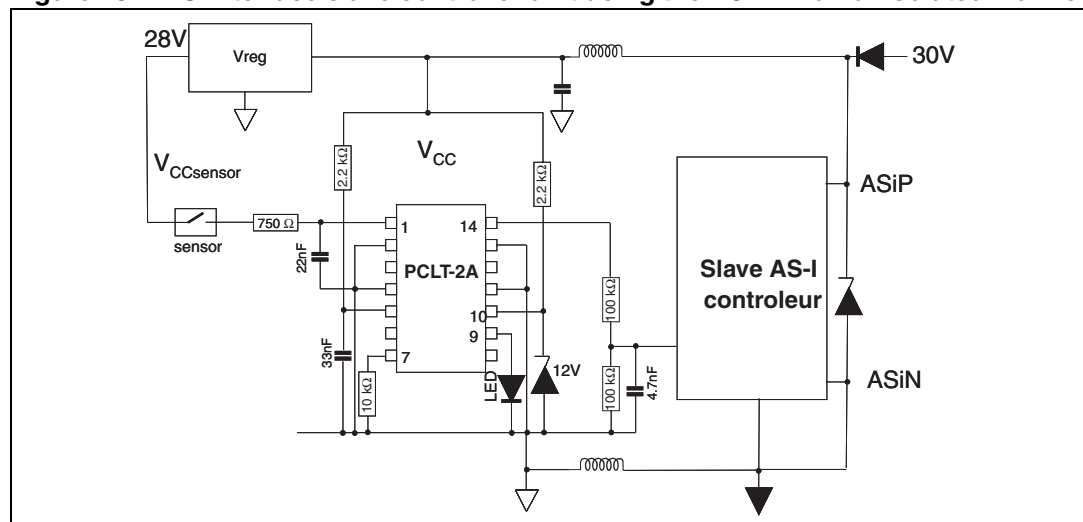 28V
Vreg
30V
VCCsensor
2.2 kΩ
VCC
2.2 kΩ
ASiP
sensor
750 Ω
22nF
1
14
PCLT-2A
Slave AS-I
controleur
100 kΩ
10
9
33nF
7
10 kΩ
LED
12V
100 kΩ
4.7nF
ASiN